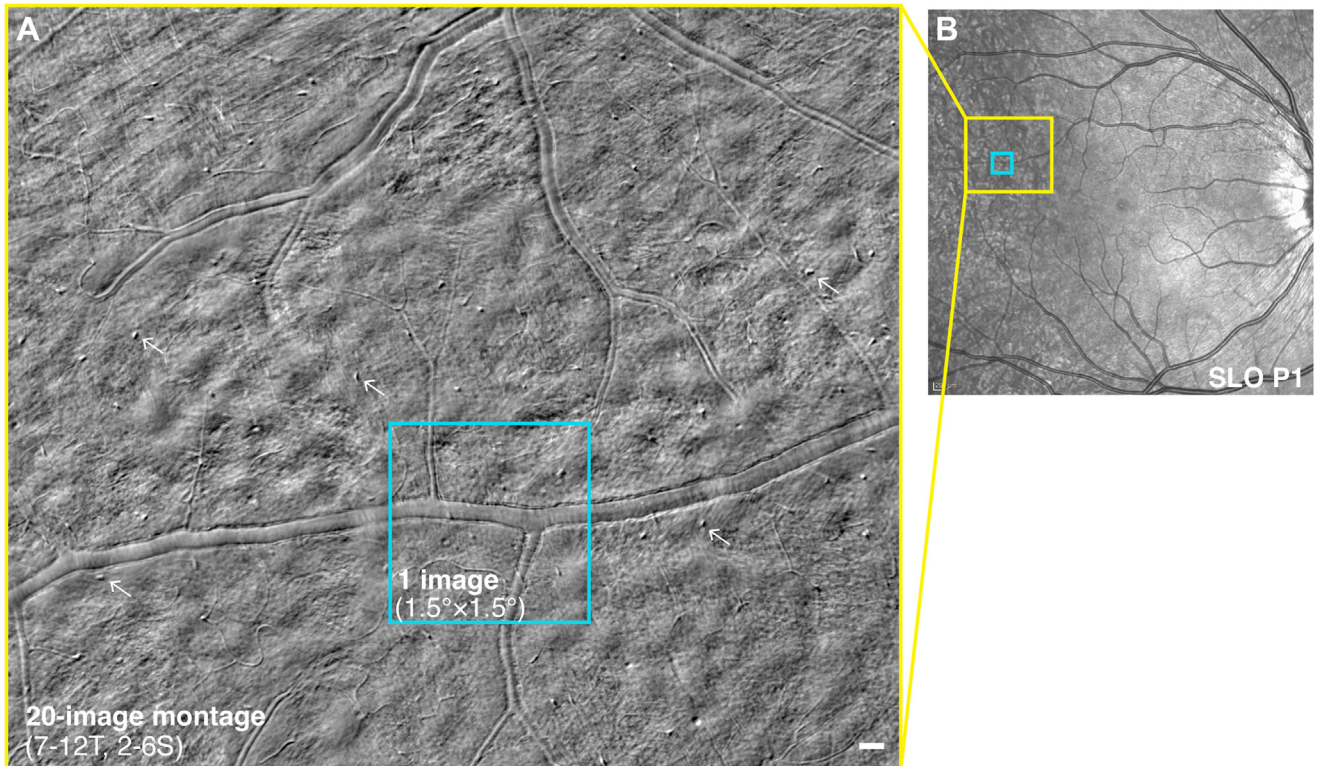 A
B
SLO P1
1 image
(1.5°×1.5°)
20-image montage
(7-12T, 2-6S)